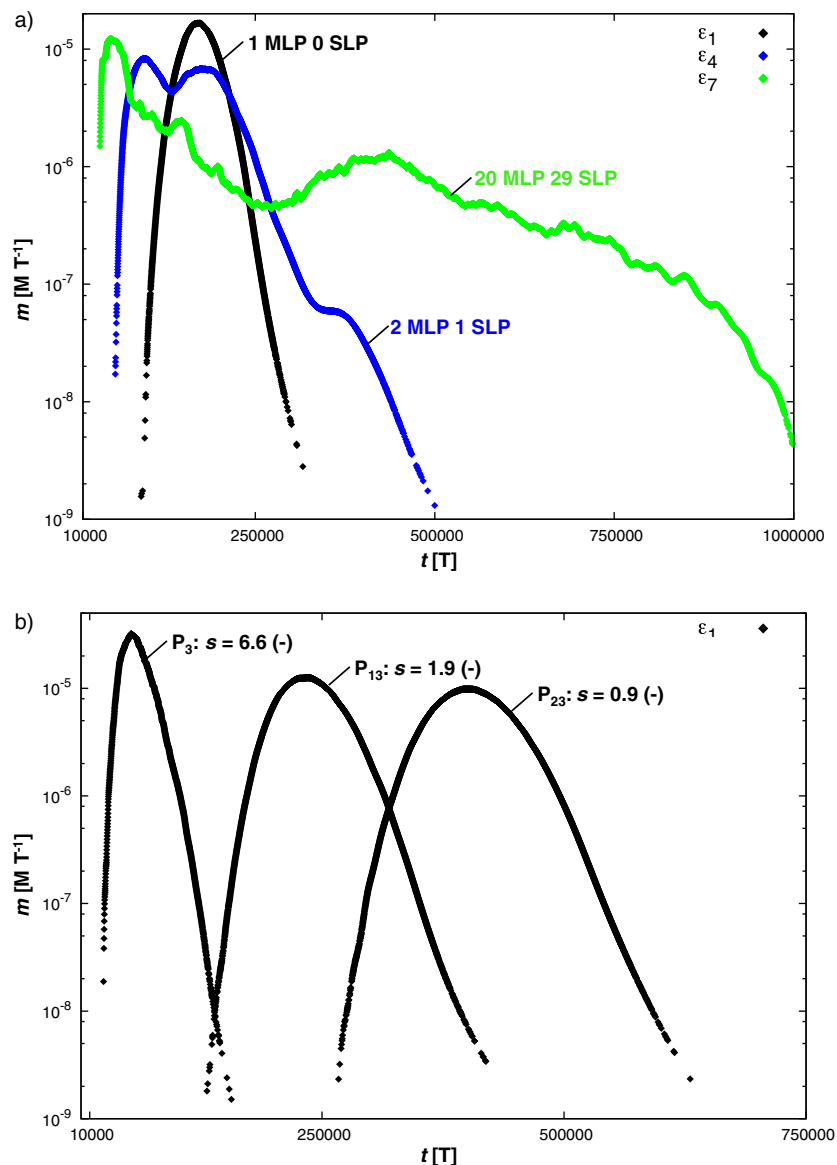 a)
10⁻⁵
10⁻⁶
10⁻⁷
10⁻⁸
10⁻⁹
m [M T⁻¹]
1 MLP 0 SLP
20 MLP 29 SLP
2 MLP 1 SLP
ε₁
ε₄
ε₇
10000 250000 500000 750000 1000000
t [T]
b)
10⁻⁵
10⁻⁶
10⁻⁷
10⁻⁸
10⁻⁹
m [M T⁻¹]
P₃: s = 6.6 (-)
P₁₃: s = 1.9 (-)
P₂₃: s = 0.9 (-)
ε₁
10000 250000 500000 750000
t [T]